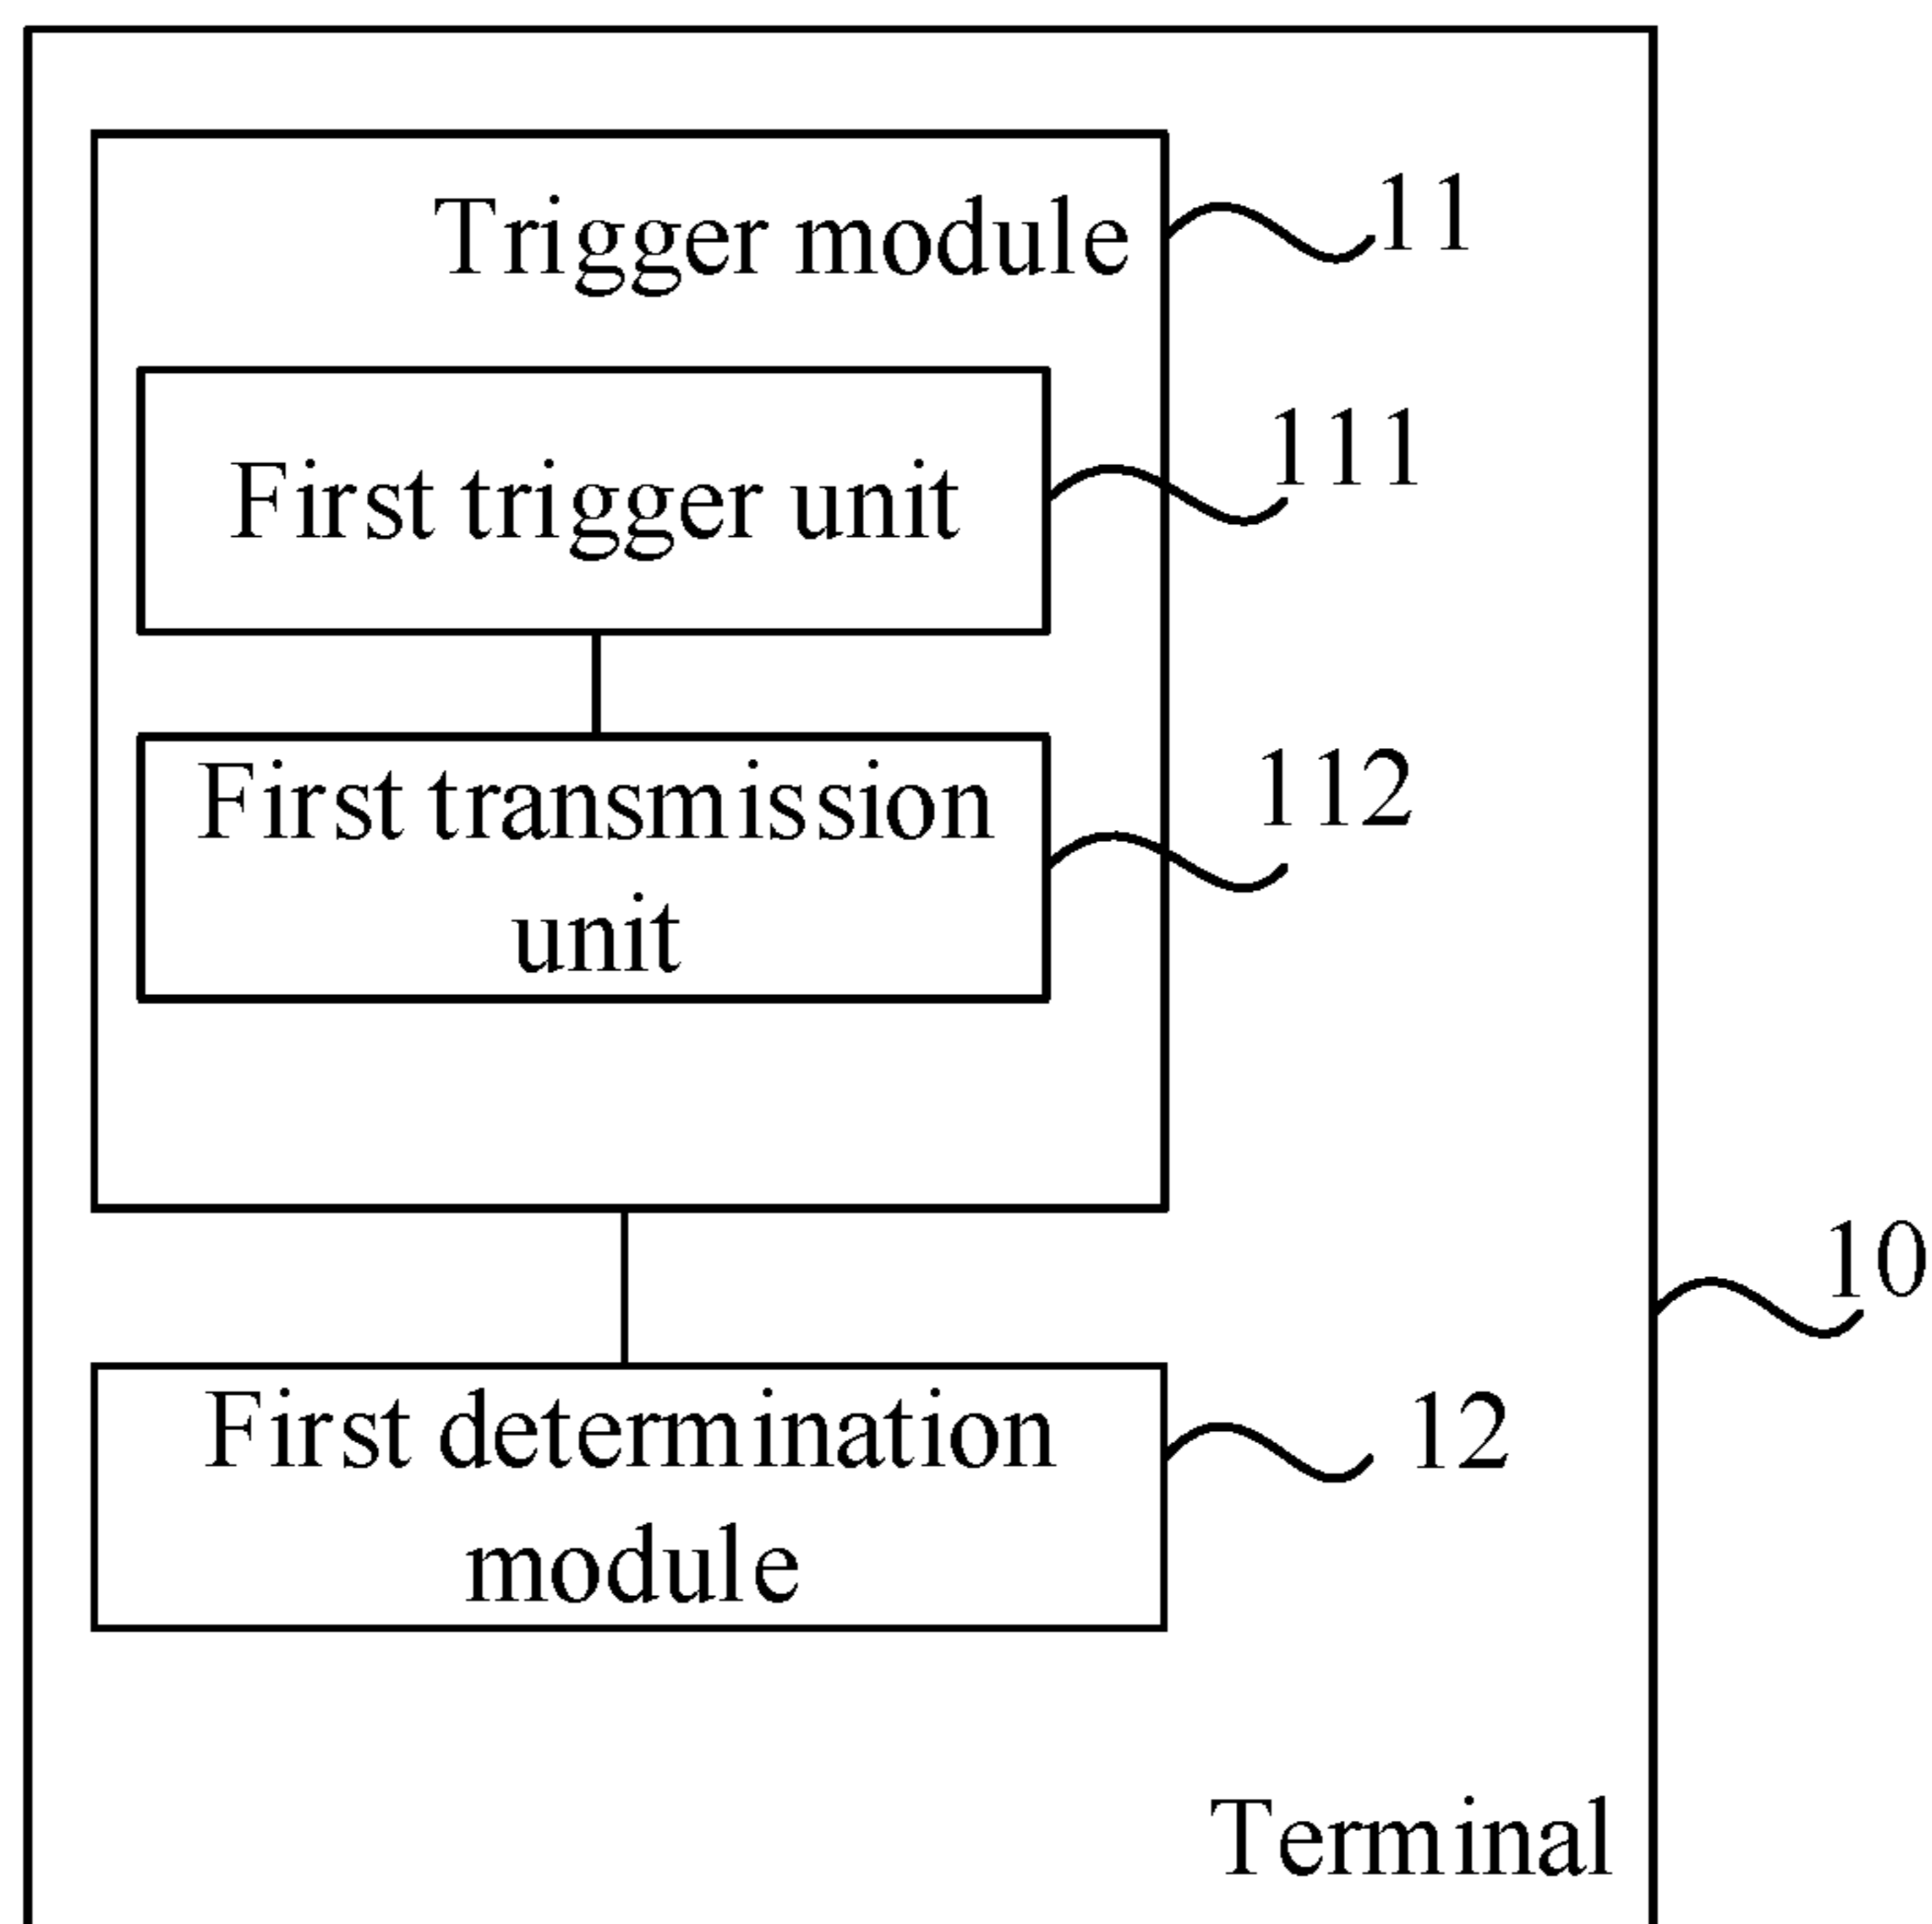 Trigger module
11
First trigger unit
111
First transmission
unit
112
10
First determination
module
12
Terminal